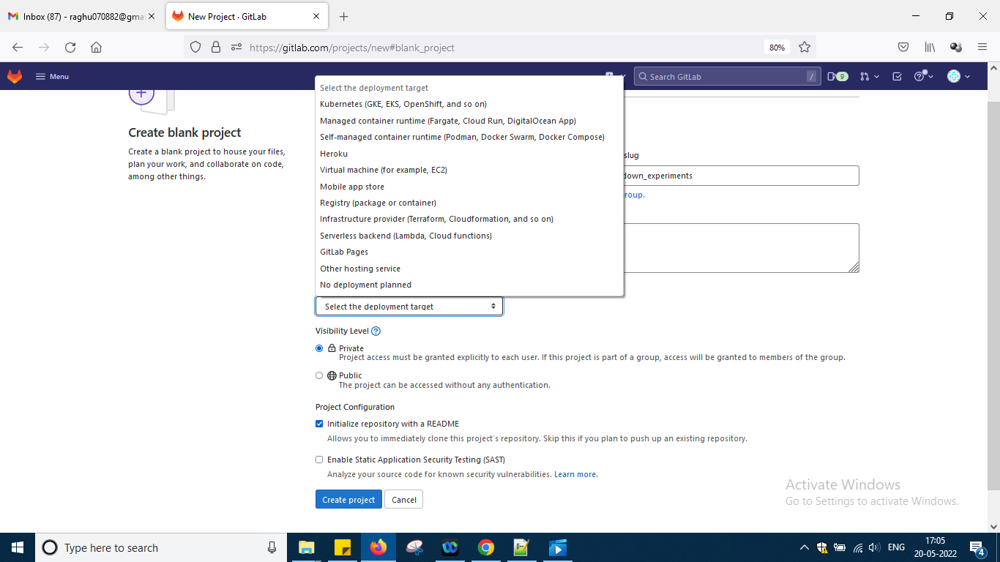 Inbox (87) - raghu070882@gmai
New Project · GitLab
https://gitlab.com/projects/new#blank_project
80%
Menu
Search GitLab
/
9
Create blank project
Create a blank project to house your files,
plan your work, and collaborate on code,
among other things.
Select the deployment target
Kubernetes (GKE, EKS, OpenShift, and so on)
Managed container runtime (Fargate, Cloud Run, DigitalOcean App)
Self-managed container runtime (Podman, Docker Swarm, Docker Compose)
Heroku
Virtual machine (for example, EC2)
Mobile app store
Registry (package or container)
Infrastructure provider (Terraform, Cloudformation, and so on)
Serverless backend (Lambda, Cloud functions)
GitLab Pages
Other hosting service
No deployment planned
slug
down_experiments
roup.
Select the deployment target
Visibility Level
Private
Project access must be granted explicitly to each user. If this project is part of a group, access will be granted to members of the group.
Public
The project can be accessed without any authentication.
Project Configuration
Initialize repository with a README
Allows you to immediately clone this project's repository. Skip this if you plan to push up an existing repository.
Enable Static Application Security Testing (SAST)
Analyze your source code for known security vulnerabilities. Learn more.
Create project
Cancel
Activate Windows
Go to Settings to activate Windows.
Type here to search
ENG
17:05
20-05-2022
4